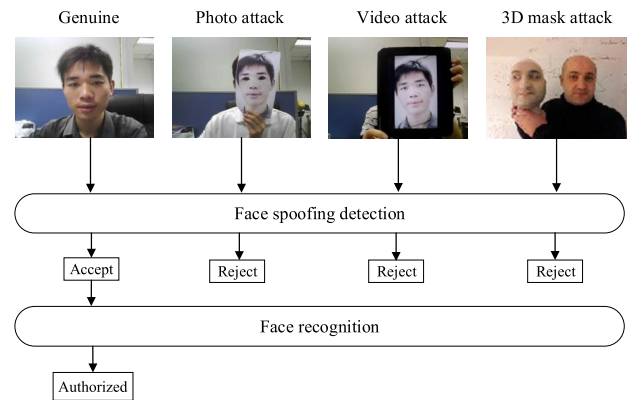 Genuine
Photo attack
Video attack
3D mask attack
Face spoofing detection
Accept
Reject
Reject
Reject
Face recognition
Authorized